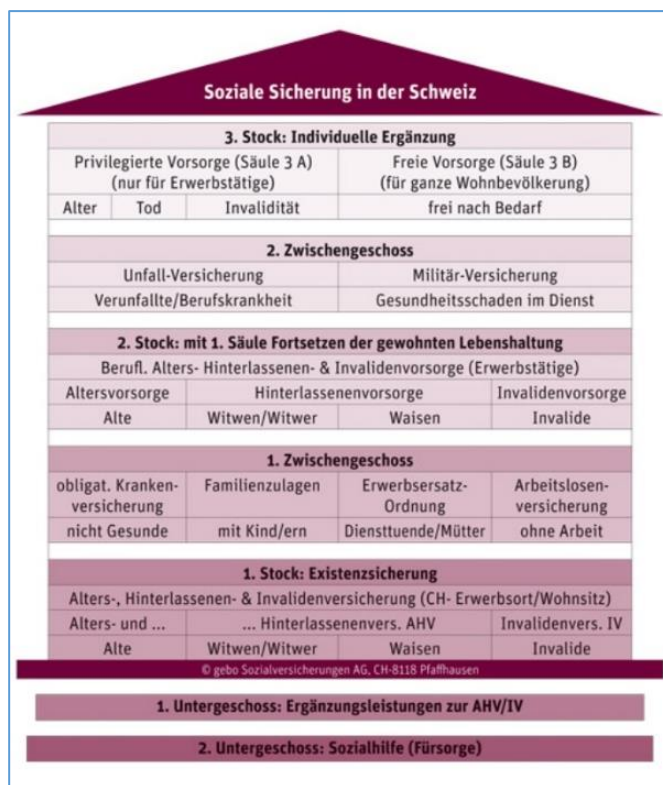 Soziale Sicherung in der Schweiz
3. Stock: Individuelle Ergänzung
Privilegierte Vorsorge (Säule 3 A)
(nur für Erwerbstätige)
Freie Vorsorge (Säule 3 B)
(für ganze Wohnbevölkerung)
Alter Tod Invalidität frei nach Bedarf
2. Zwischengeschoss
Unfall-Versicherung Militär-Versicherung
Verunfallte/Berufskrankheit Gesundheitsschaden im Dienst
2. Stock: mit 1. Säule Fortsetzen der gewohnten Lebenshaltung
Berufl. Alters- Hinterlassenen- & Invalidenvorsorge (Erwerbstätige)
Altersvorsorge Hinterlassenenvorsorge Invalidenvorsorge
Alte Witwen/Witwer Waisen Invalide
1. Zwischengeschoss
obligat. Kranken-
versicherung
Familienzulagen
Erwerbsersatz-
Ordnung
Arbeitslosen-
versicherung
nicht Gesunde mit Kind/ern Diensttuende/Mütter ohne Arbeit
1. Stock: Existenzsicherung
Alters-, Hinterlassenen- & Invalidenversicherung (CH- Erwerbsort/Wohnsitz)
Alters- und ... ... Hinterlassenenvers. AHV Invalidenvers. IV
Alte Witwen/Witwer Waisen Invalide
© gebo Sozialversicherungen AG, CH-8118 Pfaffhausen
1. Untergeschoss: Ergänzungsleistungen zur AHV/IV
2. Untergeschoss: Sozialhilfe (Fürsorge)